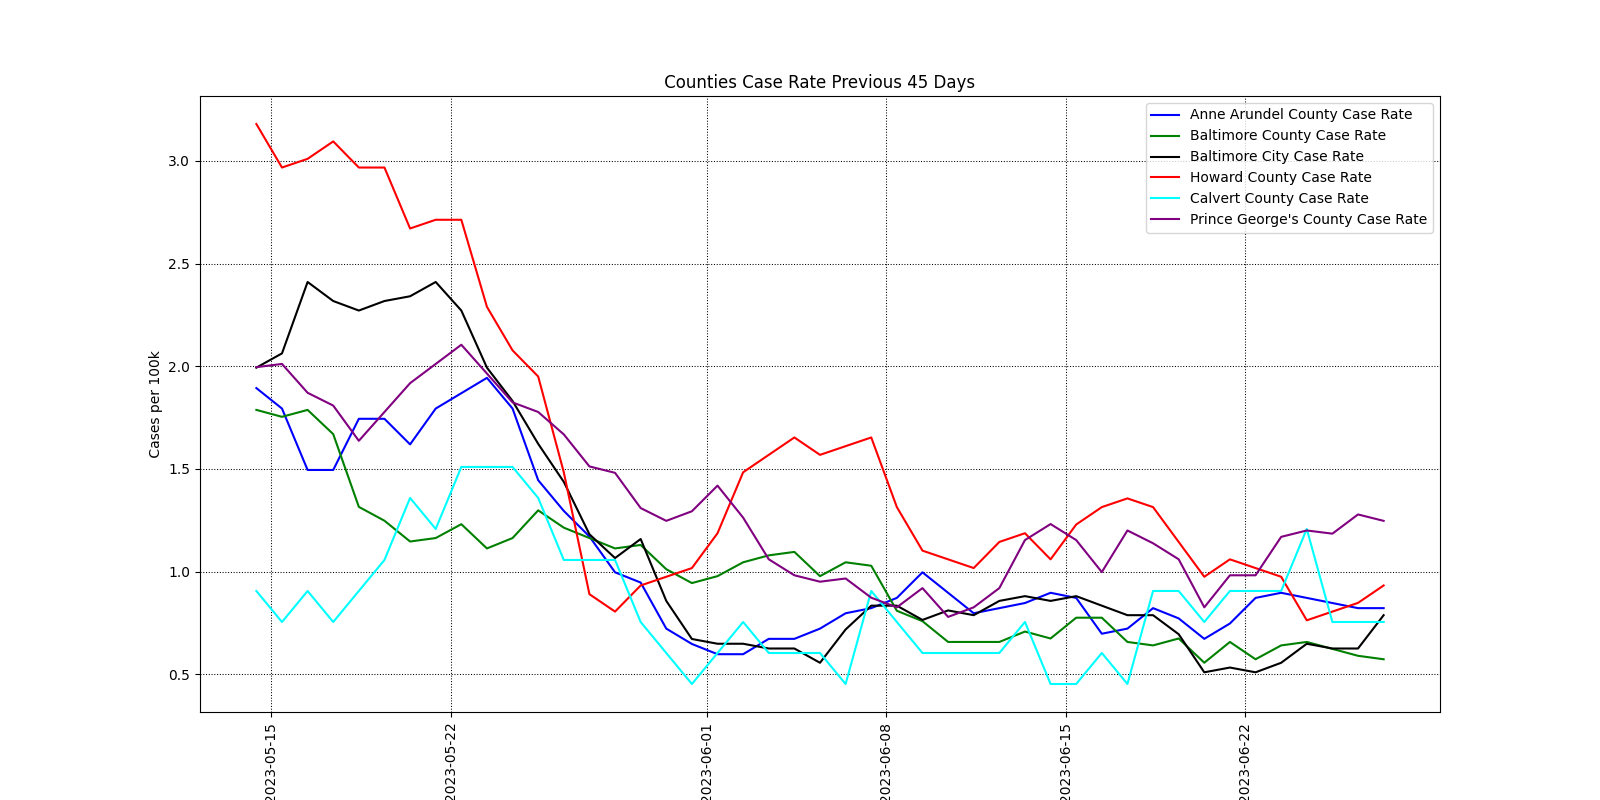 Counties Case Rate Previous 45 Days
Anne Arundel County Case Rate
Baltimore County Case Rate
Baltimore City Case Rate
Howard County Case Rate
Calvert County Case Rate
Prince George's County Case Rate
Cases per 100k
3.0
2.5
2.0
1.5
1.0
0.5
2023-05-15
2023-05-22
2023-06-01
2023-06-08
2023-06-15
2023-06-22